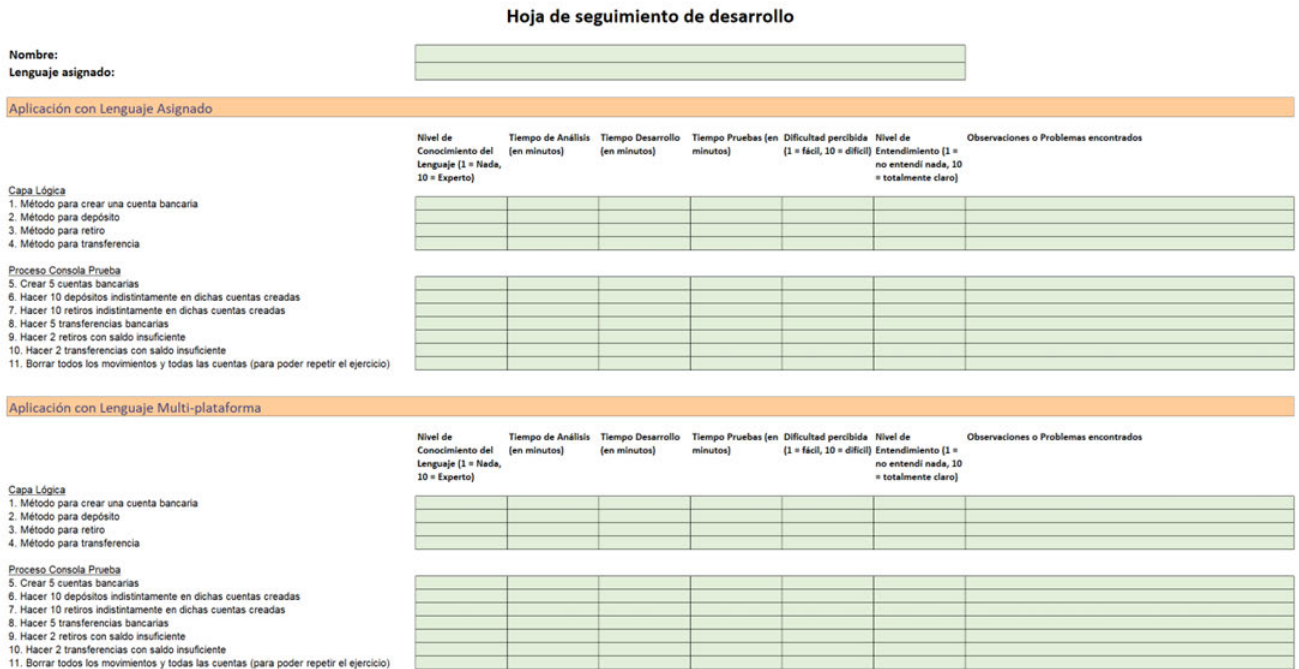 Hoja de seguimiento de desarrollo
Nombre:
Lenguaje asignado:
Aplicación con Lenguaje Asignado
Nivel de Conocimiento del Lenguaje (1 = Nada, 10 = Experto)
Tiempo de Análisis (en minutos)
Tiempo Desarrollo (en minutos)
Tiempo Pruebas (en minutos)
Dificultad percibida (1 = fácil, 10 = difícil)
Nivel de Entendimiento (1 = no entendí nada, 10 = totalmente claro)
Observaciones o Problemas encontrados
Capa Lógica
1. Método para crear una cuenta bancaria
2. Método para depósito
3. Método para retiro
4. Método para transferencia
Proceso Consola Prueba
5. Crear 5 cuentas bancarias
6. Hacer 10 depósitos indistintamente en dichas cuentas creadas
7. Hacer 10 retiros indistintamente en dichas cuentas creadas
8. Hacer 5 transferencias bancarias
9. Hacer 2 retiros con saldo insuficiente
10. Hacer 2 transferencias con saldo insuficiente
11. Borrar todos los movimientos y todas las cuentas (para poder repetir el ejercicio)
Aplicación con Lenguaje Multi-plataforma
Nivel de Conocimiento del Lenguaje (1 = Nada, 10 = Experto)
Tiempo de Análisis (en minutos)
Tiempo Desarrollo (en minutos)
Tiempo Pruebas (en minutos)
Dificultad percibida (1 = fácil, 10 = difícil)
Nivel de Entendimiento (1 = no entendí nada, 10 = totalmente claro)
Observaciones o Problemas encontrados
Capa Lógica
1. Método para crear una cuenta bancaria
2. Método para depósito
3. Método para retiro
4. Método para transferencia
Proceso Consola Prueba
5. Crear 5 cuentas bancarias
6. Hacer 10 depósitos indistintamente en dichas cuentas creadas
7. Hacer 10 retiros indistintamente en dichas cuentas creadas
8. Hacer 5 transferencias bancarias
9. Hacer 2 retiros con saldo insuficiente
10. Hacer 2 transferencias con saldo insuficiente
11. Borrar todos los movimientos y todas las cuentas (para poder repetir el ejercicio)